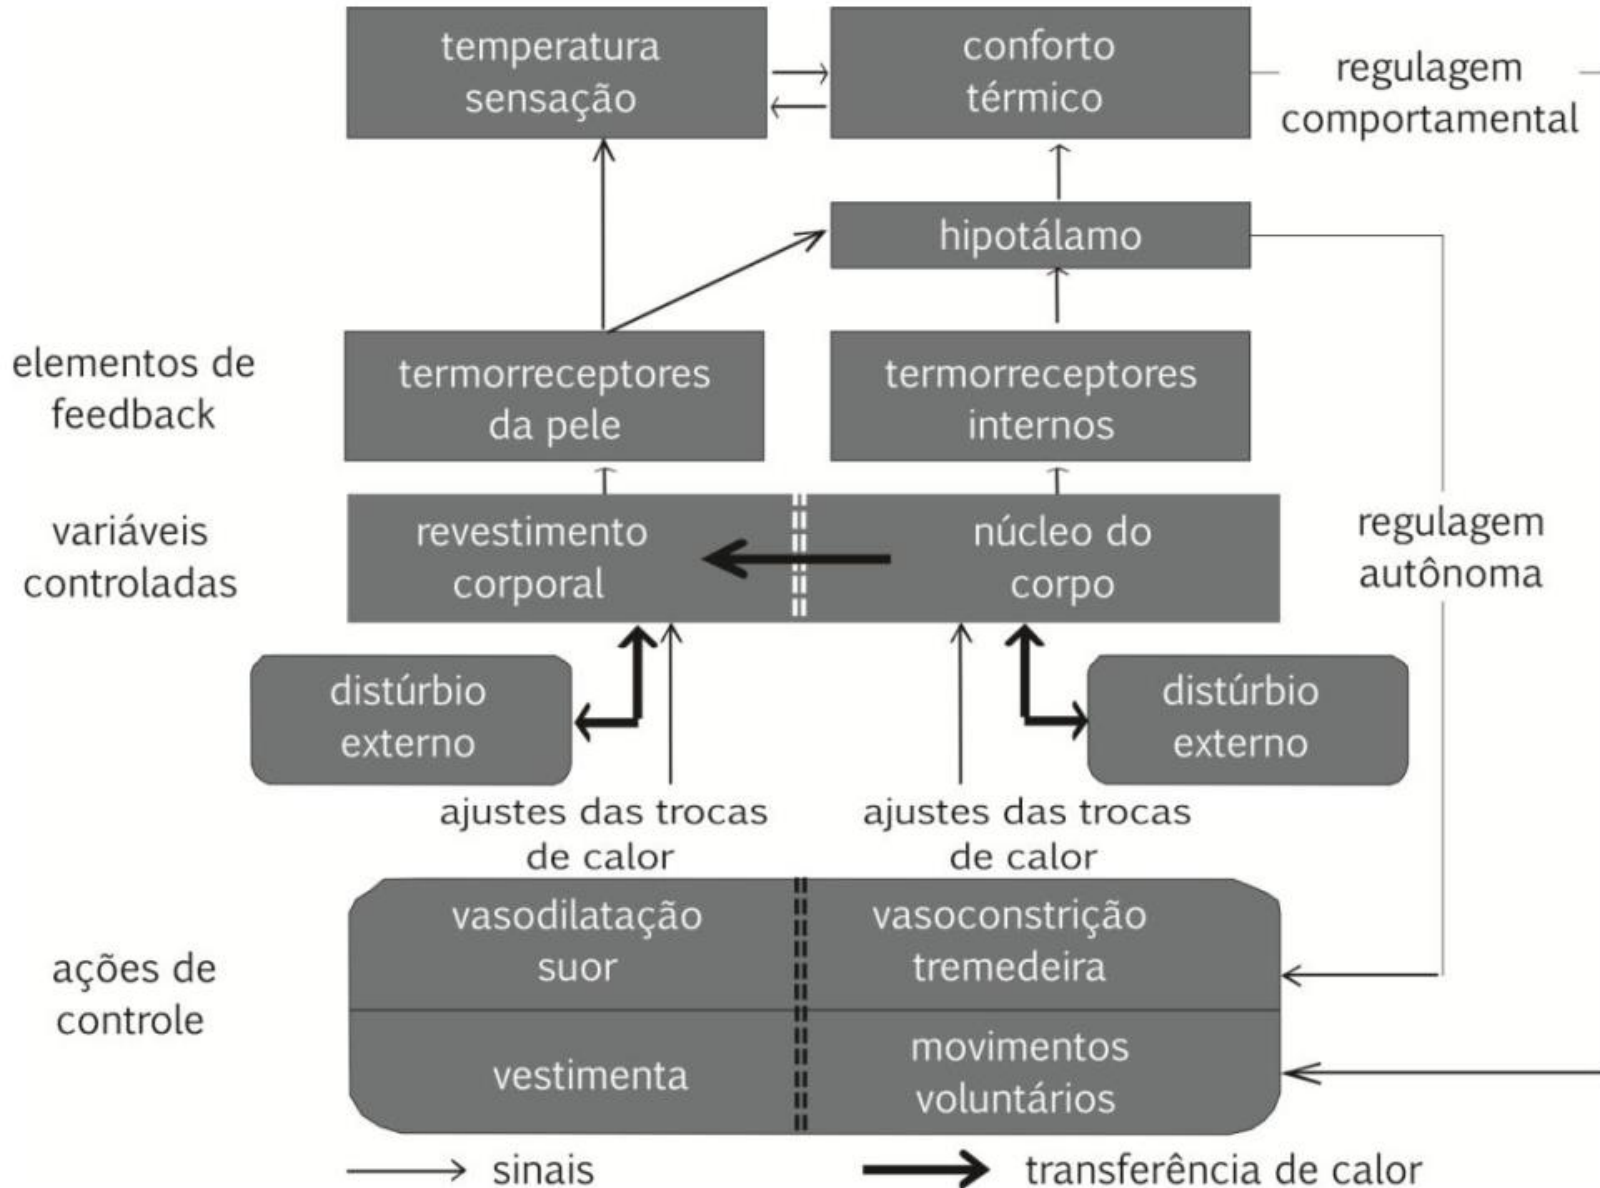 temperatura
sensação
conforto
térmico
regulagem
comportamental
hipotálamo
elementos de
feedback
termorreceptores
da pele
termorreceptores
internos
variáveis
controladas
revestimento
corporal
núcleo do
corpo
regulagem
autônoma
distúrbio
externo
distúrbio
externo
ajustes das trocas
de calor
ajustes das trocas
de calor
ações de
controle
vasodilatação
suor
vasoconstrição
tremedeira
vestimenta
movimentos
voluntários
sinais
transferência de calor